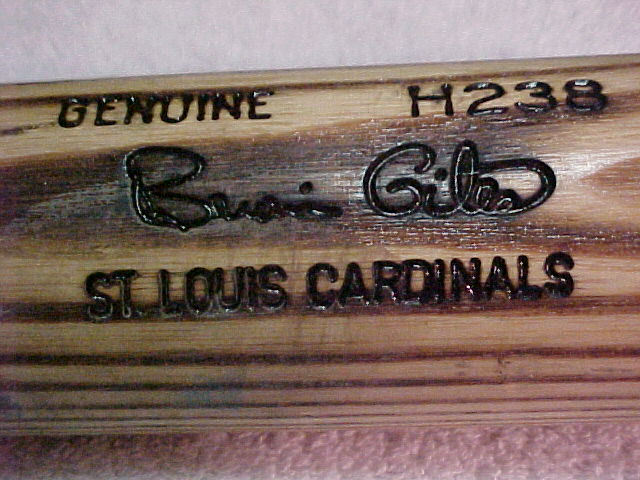 GENUINE H238
Brian Giles
ST. LOUIS CARDINALS